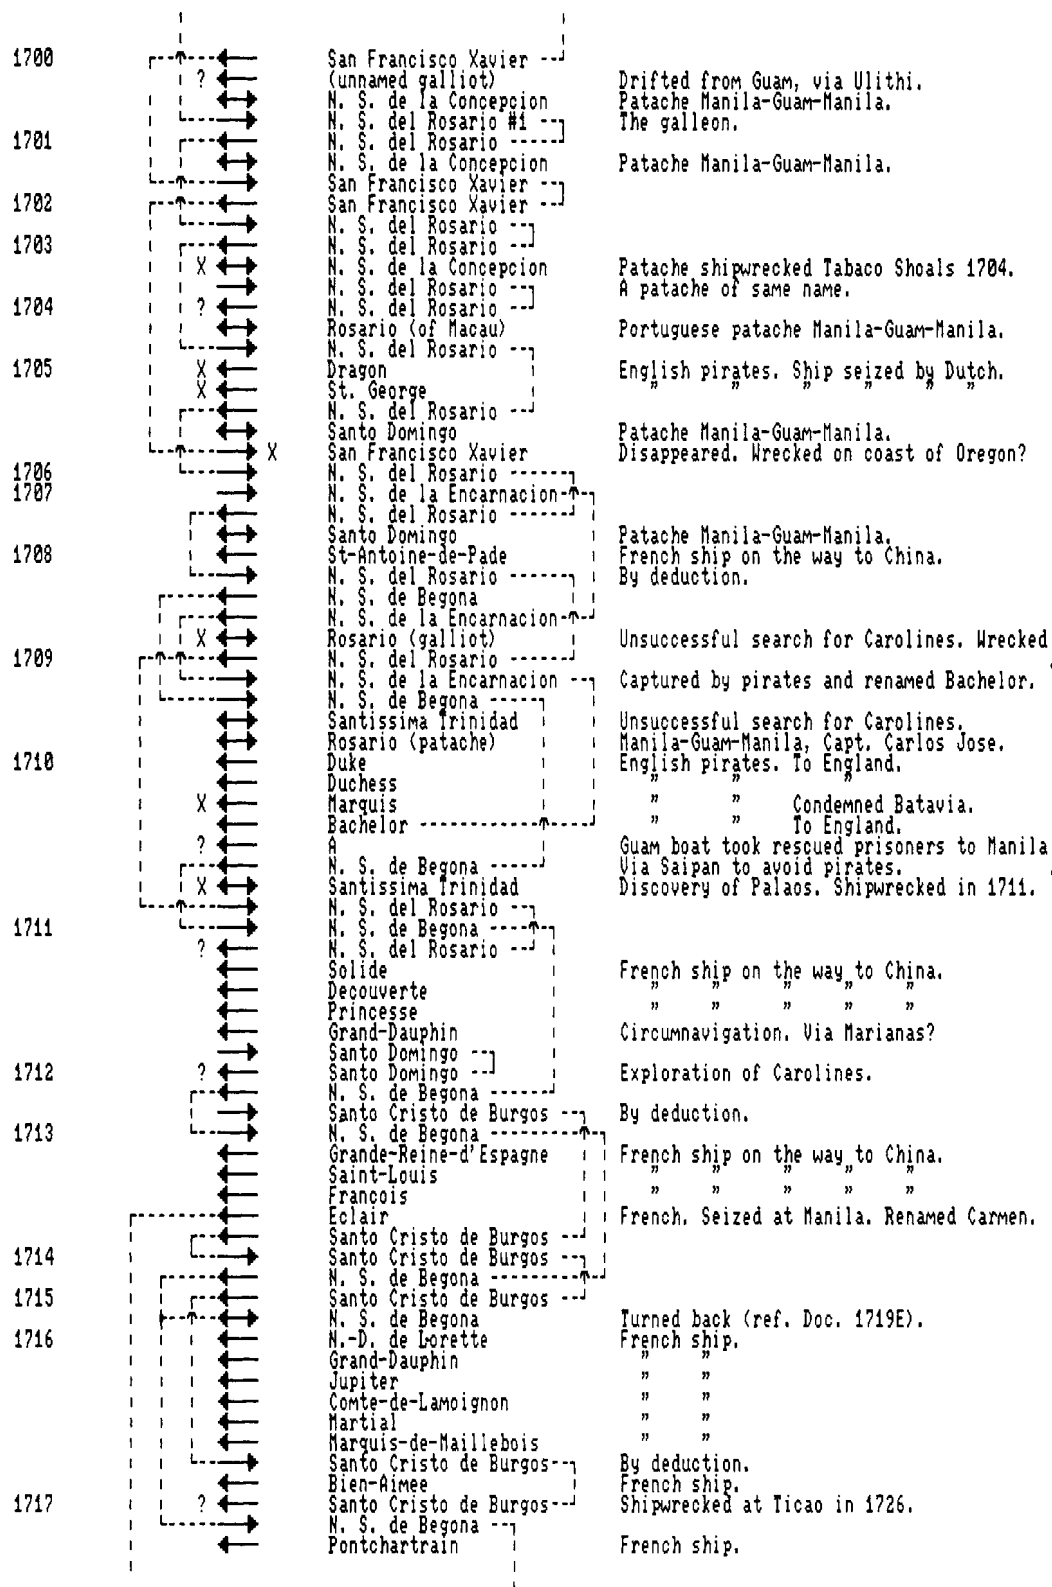 1700 San Francisco Xavier
? (unnamed galliot) Drifted from Guam, via Ulithi.
N. S. de la Concepcion Patache Manila-Guam-Manila.
N. S. del Rosario #1 The galleon.
1701 N. S. del Rosario
N. S. de la Concepcion Patache Manila-Guam-Manila.
San Francisco Xavier
1702 San Francisco Xavier
N. S. del Rosario
1703 N. S. del Rosario
X N. S. de la Concepcion Patache shipwrecked Tabaco Shoals 1704.
N. S. del Rosario A patache of same name.
1704 ? N. S. del Rosario
Rosario (of Macau) Portuguese patache Manila-Guam-Manila.
N. S. del Rosario
1705 X Dragon English pirates. Ship seized by Dutch.
X St. George " " " " " "
N. S. del Rosario
Santo Domingo Patache Manila-Guam-Manila.
X San Francisco Xavier Disappeared. Wrecked on coast of Oregon?
1706 N. S. del Rosario
1707 N. S. de la Encarnacion
N. S. del Rosario
Santo Domingo Patache Manila-Guam-Manila.
1708 St-Antoine-de-Pade French ship on the way to China.
N. S. del Rosario By deduction.
N. S. de Begona
N. S. de la Encarnacion
X Rosario (galliot) Unsuccessful search for Carolines. Wrecked
1709 N. S. del Rosario
N. S. de la Encarnacion Captured by pirates and renamed Bachelor.
N. S. de Begona
Santissima Trinidad Unsuccessful search for Carolines.
Rosario (patache) Manila-Guam-Manila, Capt. Carlos Jose.
1710 Duke English pirates. To England.
Duchess " " "
X Marquis " " Condemned Batavia.
Bachelor " " To England.
? A Guam boat took rescued prisoners to Manila
N. S. de Begona Via Saipan to avoid pirates.
X Santissima Trinidad Discovery of Palaos. Shipwrecked in 1711.
N. S. del Rosario
1711 N. S. de Begona
? N. S. del Rosario
Solide French ship on the way to China.
Decouverte " " " " "
Princesse " " " " "
Grand-Dauphin Circumnavigation. Via Marianas?
Santo Domingo
1712 ? Santo Domingo Exploration of Carolines.
N. S. de Begona
Santo Cristo de Burgos By deduction.
1713 N. S. de Begona
Grande-Reine-d'Espagne French ship on the way to China.
Saint-Louis " " " " "
Francois " " " " "
Eclair French. Seized at Manila. Renamed Carmen.
Santo Cristo de Burgos
1714 Santo Cristo de Burgos
N. S. de Begona
1715 Santo Cristo de Burgos
N. S. de Begona Turned back (ref. Doc. 1719E).
1716 N.-D. de Lorette French ship.
Grand-Dauphin " "
Jupiter " "
Comte-de-Lamoignon " "
Martial " "
Marquis-de-Maillebois " "
Santo Cristo de Burgos By deduction.
Bien-Aimee French ship.
1717 ? Santo Cristo de Burgos Shipwrecked at Ticao in 1726.
N. S. de Begona
Pontchartrain French ship.